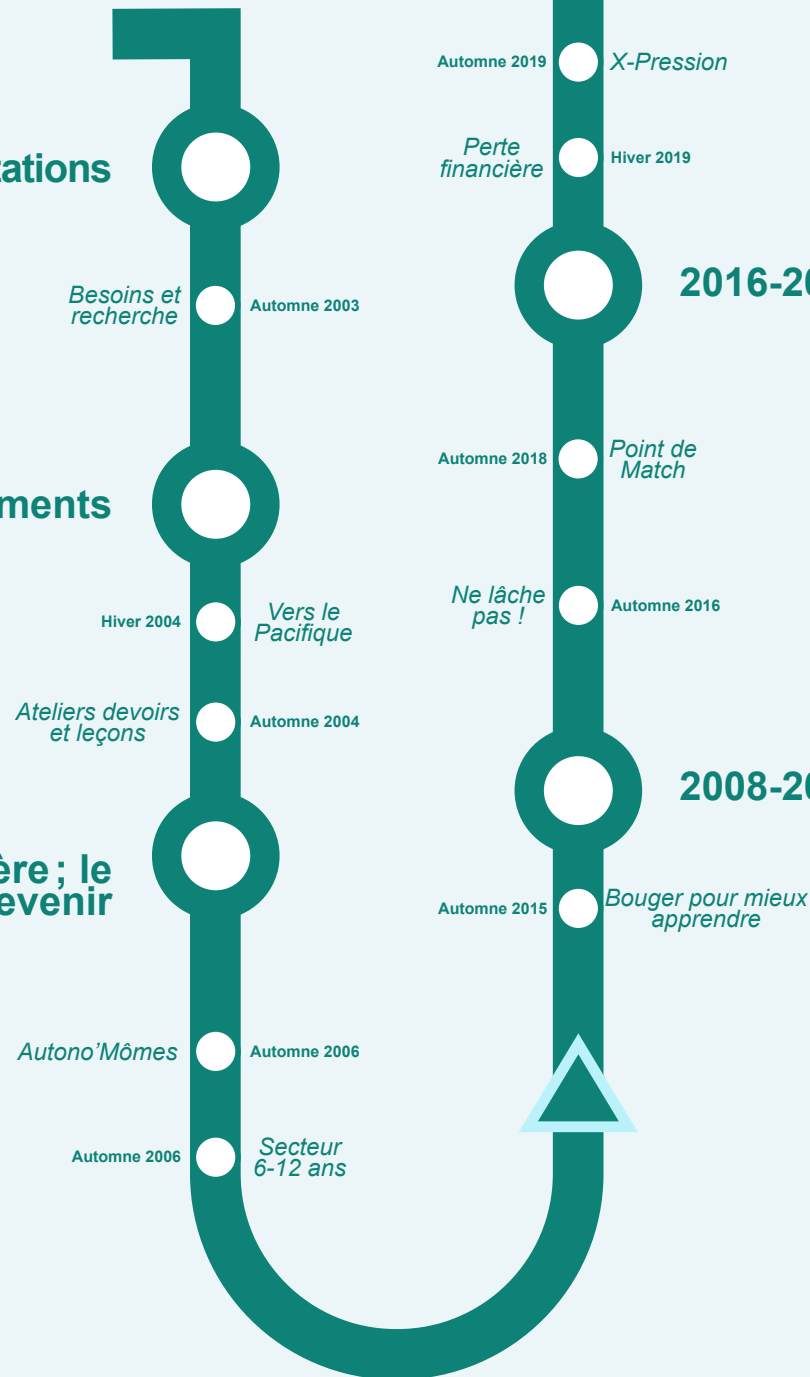 tations
Besoins et
recherche
Automne 2003
ments
Hiver 2004
Vers le
Pacifique
Ateliers devoirs
et leçons
Automne 2004
ère ; le
evenir
Autono’Mômes
Automne 2006
Automne 2006
Secteur
6-12 ans
Automne 2019
X-Pression
Perte
financière
Hiver 2019
2016-20
Automne 2018
Point de
Match
Ne lâche
pas !
Automne 2016
2008-20
Automne 2015
Bouger pour mieux
apprendre